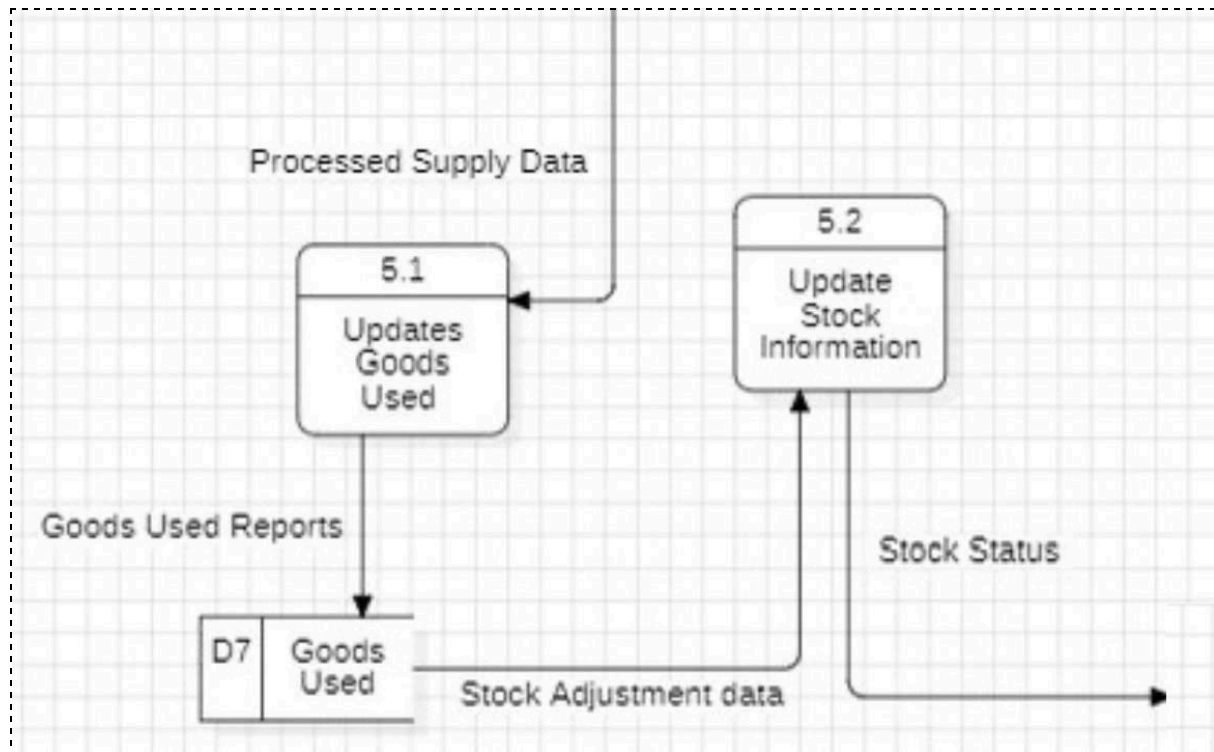 Processed Supply Data
5.2
Update
Stock
Information
5.1
Updates
Goods
Used
Goods Used Reports
Stock Status
D7
Goods
Used
Stock Adjustment data